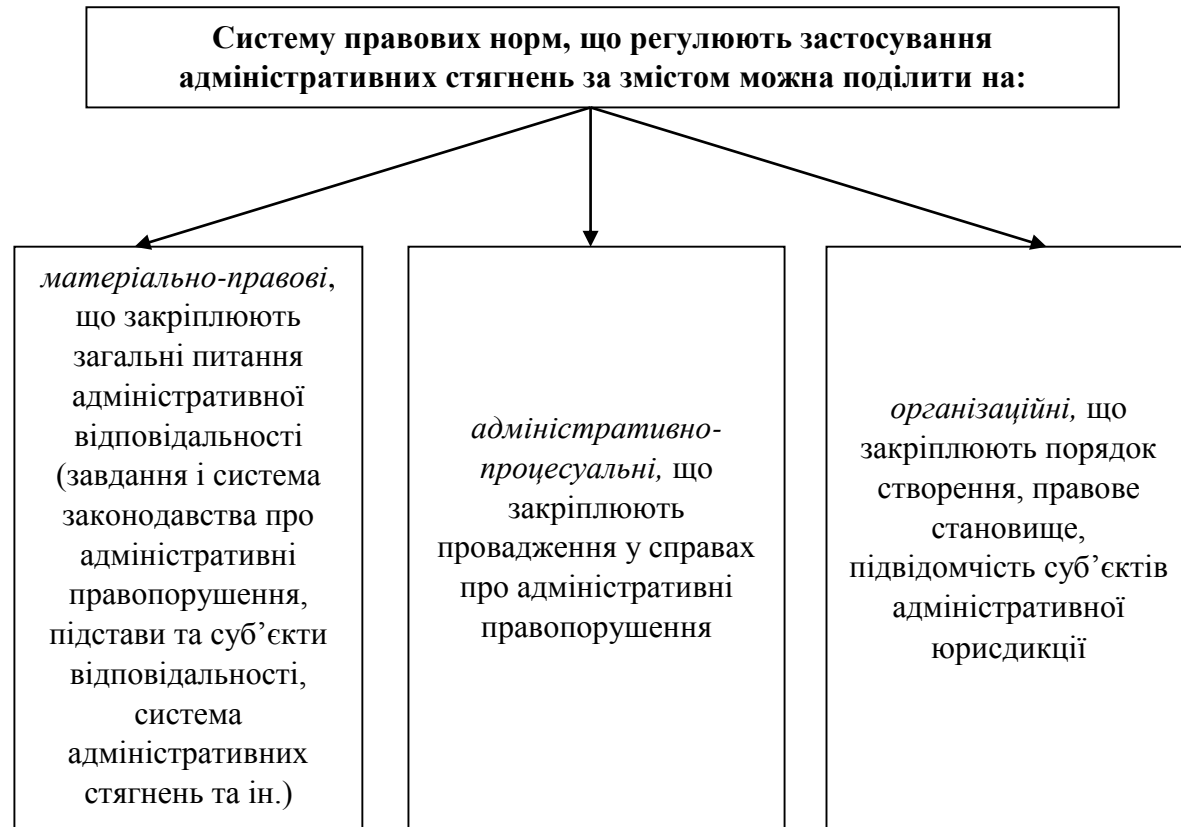 Систему правових норм, що регулюють застосування
адміністративних стягнень за змістом можна поділити на:
матеріально-правові,
що закріплюють
загальні питання
адміністративної
відповідальності
(завдання і система
законодавства про
адміністративні
правопорушення,
підстави та суб’єкти
відповідальності,
система
адміністративних
стягнень та ін.)
адміністративно-
процесуальні, що
закріплюють
провадження у справах
про адміністративні
правопорушення
організаційні, що
закріплюють порядок
створення, правове
становище,
підвідомчість суб’єктів
адміністративної
юрисдикції